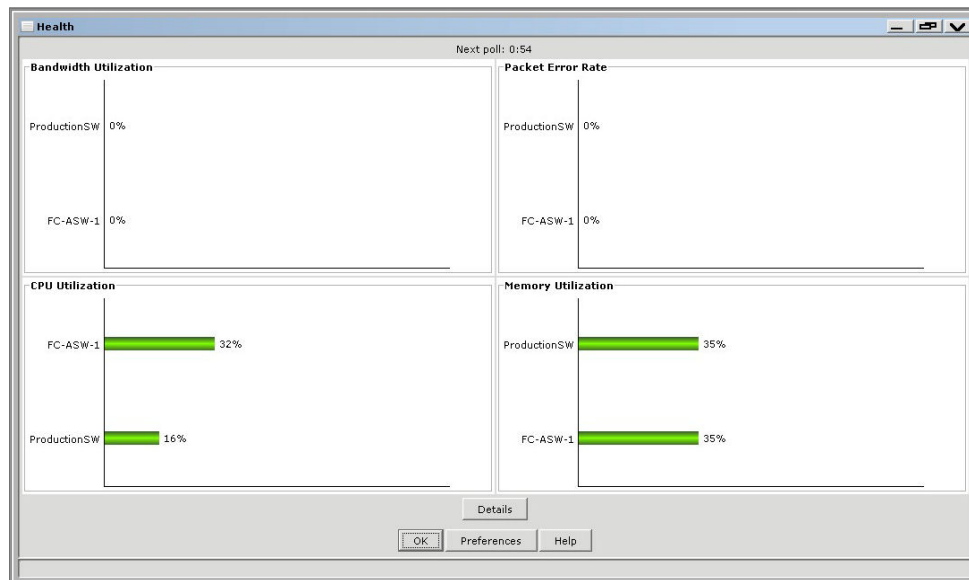 Health
Next poll: 0:54
Bandwidth Utilization
ProductionSW 0%
FC-ASW-1 0%
Packet Error Rate
ProductionSW 0%
FC-ASW-1 0%
CPU Utilization
FC-ASW-1 32%
ProductionSW 16%
Memory Utilization
ProductionSW 35%
FC-ASW-1 35%
Details
OK Preferences Help